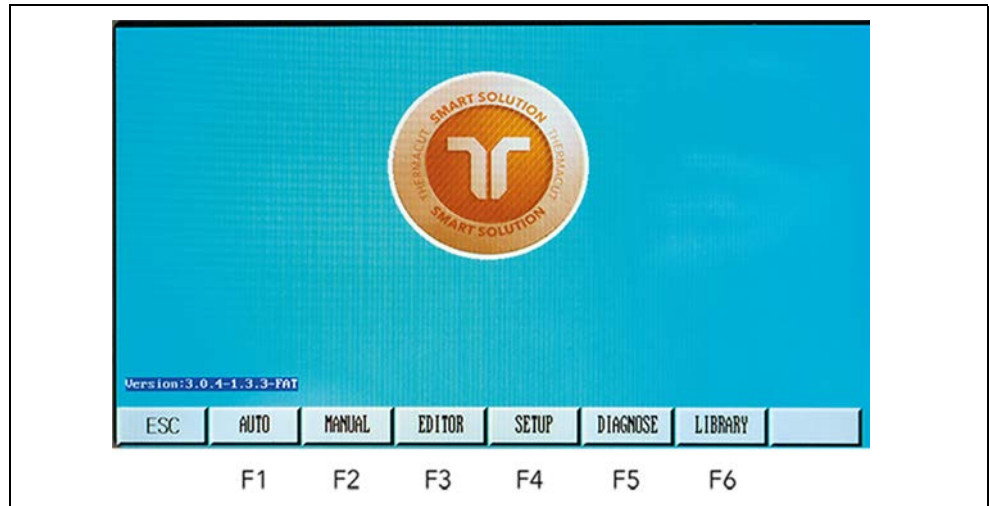 SMART SOLUTION
THERMACUT
THERMACUT
SMART SOLUTION
Version:3.0.4-1.3.3-FAT
ESC AUTO MANUAL EDITOR SETUP DIAGNOSE LIBRARY
F1 F2 F3 F4 F5 F6